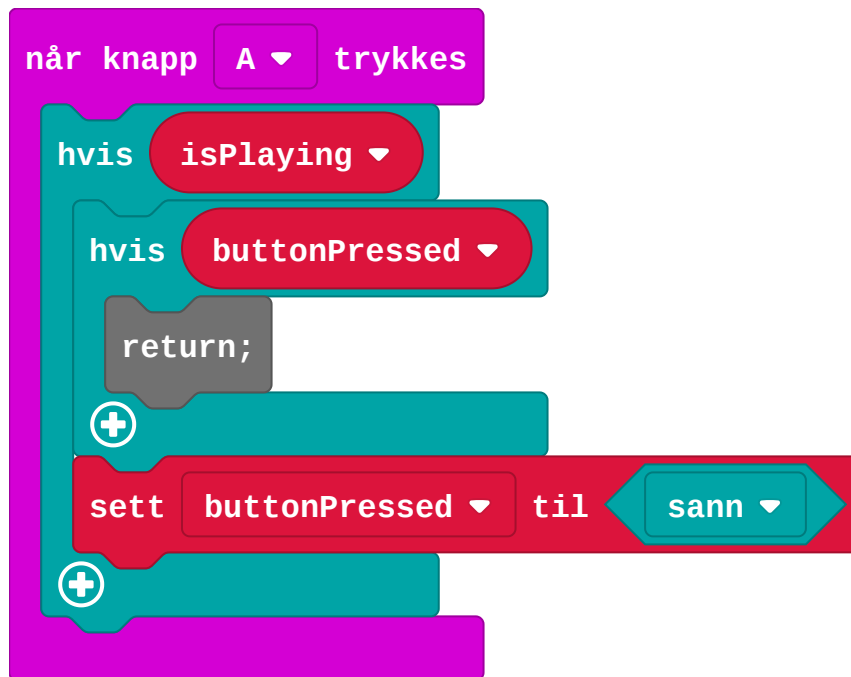 når knapp A trykkes
hvis isPlaying
hvis buttonPressed
return;
sett buttonPressed til sann